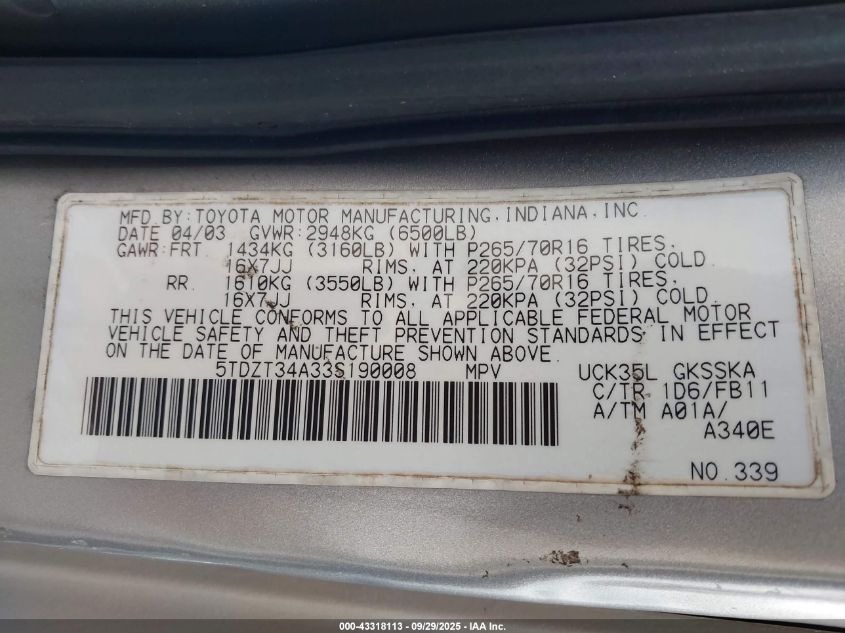 MFD.BY:TOYOTA MOTOR MANUFACTURING,INDIANA,INC.
DATE 04/03 GVWR:2948KG (6500LB)
GAWR:FRT. 1434KG (3160LB) WITH P265/70R16 TIRES,
16X7JJ RIMS, AT 220KPA (32PSI) COLD.
RR. 1610KG (3550LB) WITH P265/70R16 TIRES,
16X7JJ RIMS, AT 220KPA (32PSI) COLD.
THIS VEHICLE CONFORMS TO ALL APPLICABLE FEDERAL MOTOR
VEHICLE SAFETY AND THEFT PREVENTION STANDARDS IN EFFECT
ON THE DATE OF MANUFACTURE SHOWN ABOVE.
5TDZT34A33S190008 MPV UCK35L GKSSKA
C/TR 1D6/FB11
A/TM A01A/
A340E
NO.339
000-43318113 - 09/29/2025 - IAA Inc.